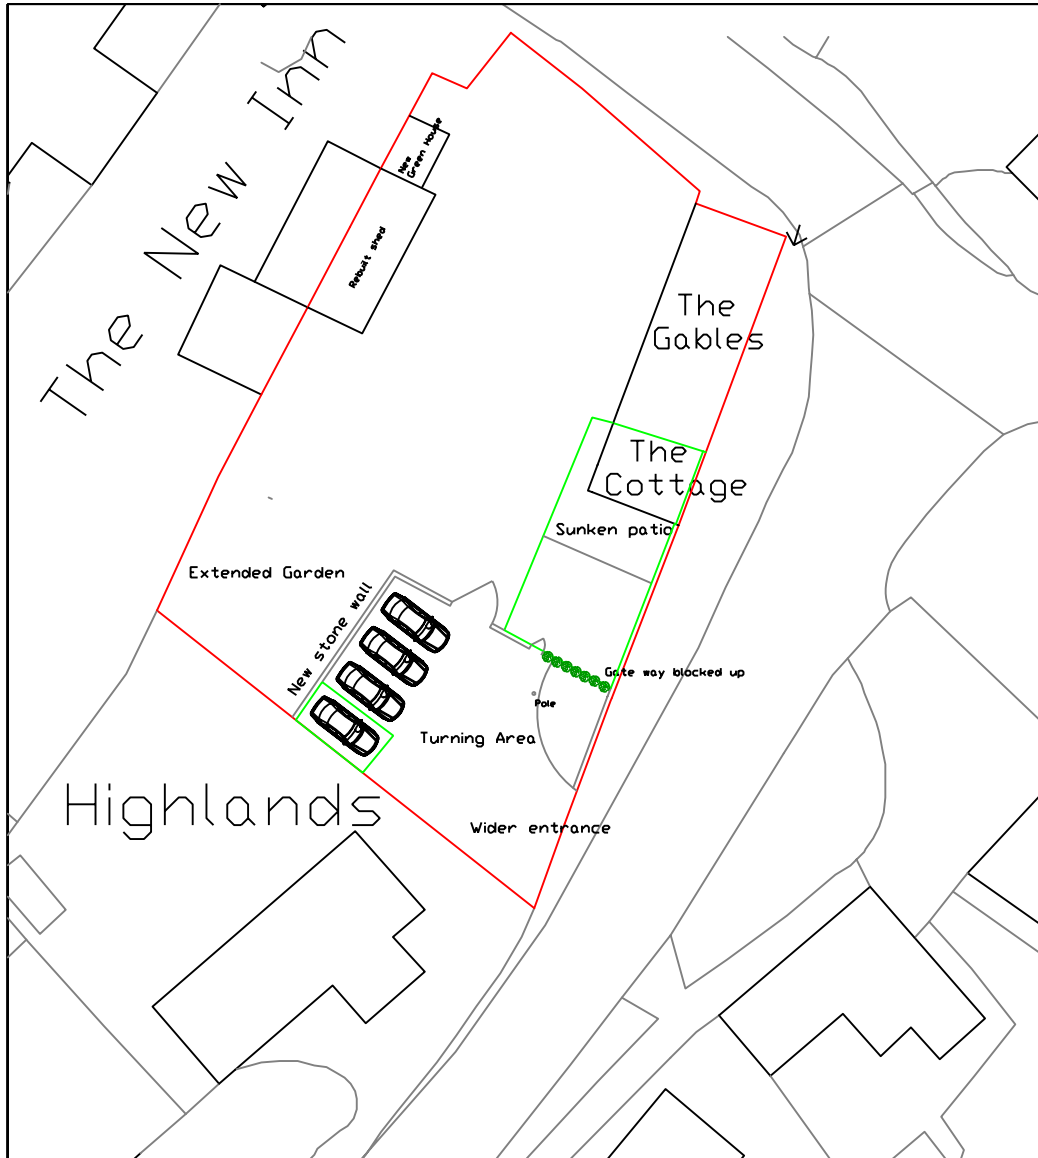 The New Inn
New
Green House
Rebuilt shed
The
Gables
The
Cottage
Sunken patio
Extended Garden
New stone wall
Gate way blocked up
Pole
Turning Area
Highlands
Wider entrance